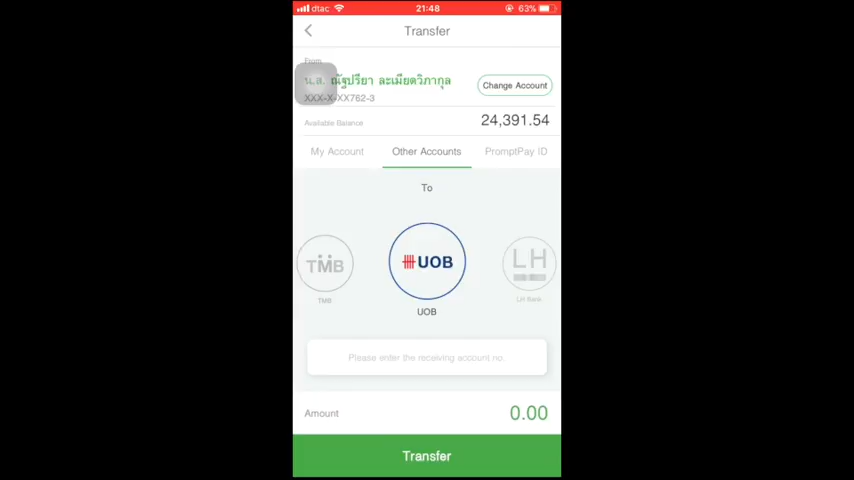 dtac 21:48 63%
Transfer
From
น.ส. ณัฐปรียา ละเมียดวิภากุล
XXX-X-XX762-3
Change Account
Available Balance 24,391.54
My Account Other Accounts PromptPay ID
To
TMB UOB LH
BANK
TMB UOB LH Bank
Please enter the receiving account no.
Amount 0.00
Transfer